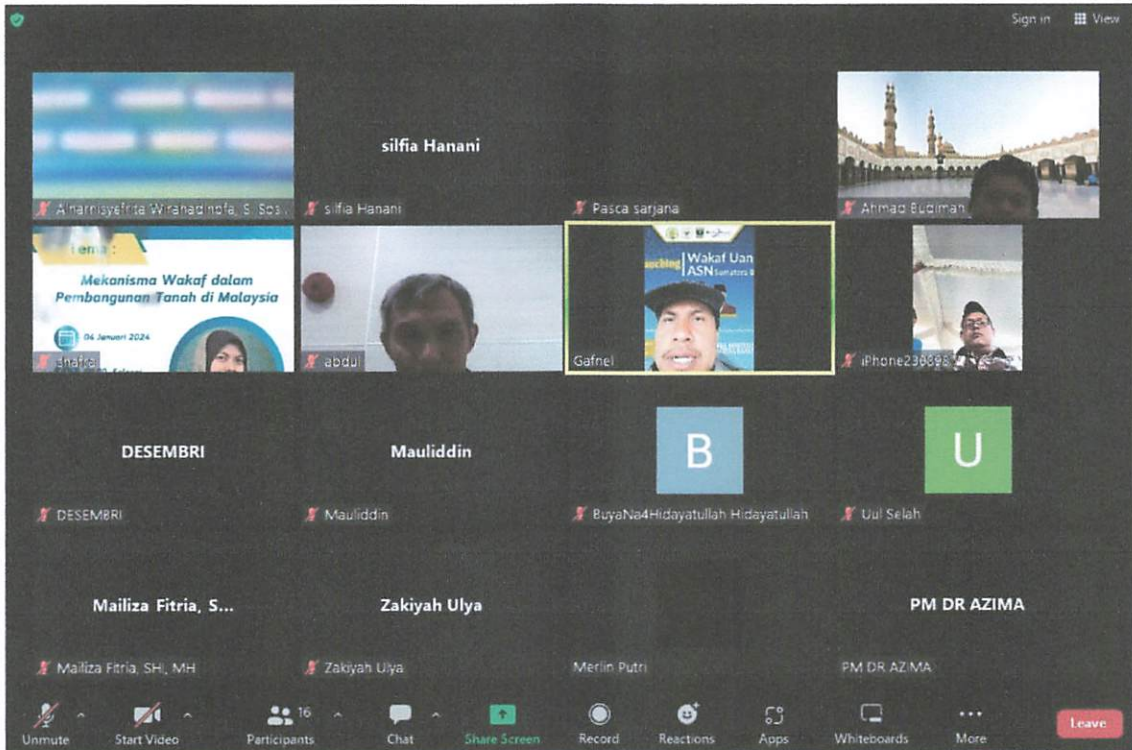 Sign in View
silfia Hanani
silfia Hanani
Pasca sarjana
Ahmad Budiman
Tema :
Mekanisma Wakaf dalam
Pembangunan Tanah di Malaysia
04 Januari 2024
shafra
abdul
Wakaf Uan
ASN Sumatera B
Gafnel
DESEMBRI
DESEMBRI
Mauliddin
Mauliddin
B
BuyaNa4Hidayatullah Hidayatullah
U
Uul Selah
Mailiza Fitria, S...
Mailiza Fitria, SHI, MH
Zakiyah Ulya
Zakiyah Ulya
Merlin Putri
PM DR AZIMA
PM DR AZIMA
Unmute
Start Video
16
Participants
Chat
Share Screen
Record
Reactions
Apps
Whiteboards
More
Leave